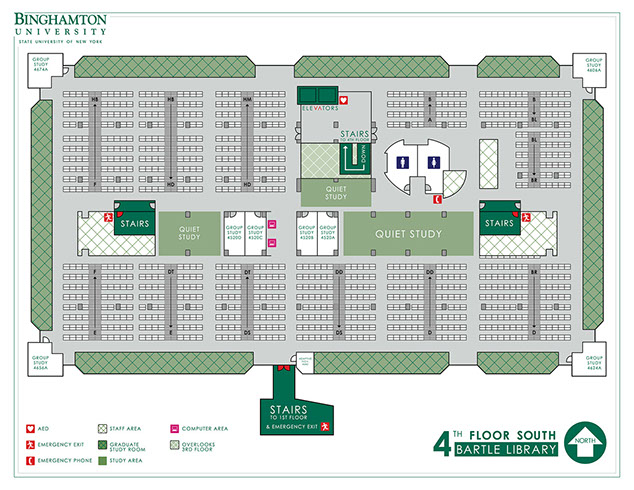 BINGHAMTON
UNIVERSITY
STATE UNIVERSITY OF NEW YORK
GROUP
STUDY
4674A
GROUP
STUDY
4606A
HB
HB
HM
ELEVATORS
STAIRS
TO 4TH FLOOR
DOWN
B
A
B
BL
BL
BR
F
HD
HD
QUIET
STUDY
STAIRS
QUIET
STUDY
GROUP
STUDY
4520D
GROUP
STUDY
4520C
GROUP
STUDY
4520B
GROUP
STUDY
4520A
QUIET STUDY
STAIRS
F
DT
DT
DD
DD
BR
E
E
DS
DS
D
D
GROUP
STUDY
4656A
GROUP
STUDY
4624A
STAIRS
TO 1ST FLOOR
& EMERGENCY EXIT
AED
EMERGENCY EXIT
EMERGENCY PHONE
STAFF AREA
GRADUATE
STUDY ROOM
STUDY AREA
COMPUTER AREA
OVERLOOKS
3RD FLOOR
4TH FLOOR SOUTH
BARTLE LIBRARY
NORTH